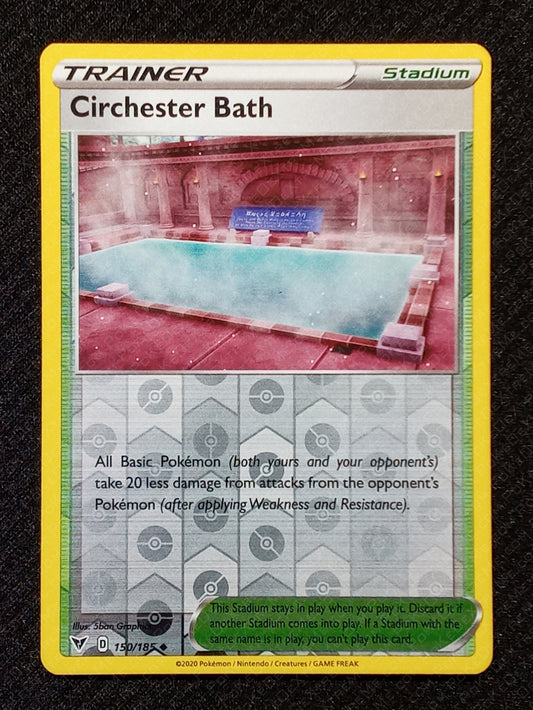 TRAINER
Stadium
Circhester Bath
All Basic Pokémon (both yours and your opponent's)
take 20 less damage from attacks from the opponent's
Pokémon (after applying Weakness and Resistance).
Illus. 5ban Graphics
This Stadium stays in play when you play it. Discard it if
another Stadium comes into play. If a Stadium with the
same name is in play, you can't play this card.
D
150/185
©2020 Pokémon / Nintendo / Creatures / GAME FREAK